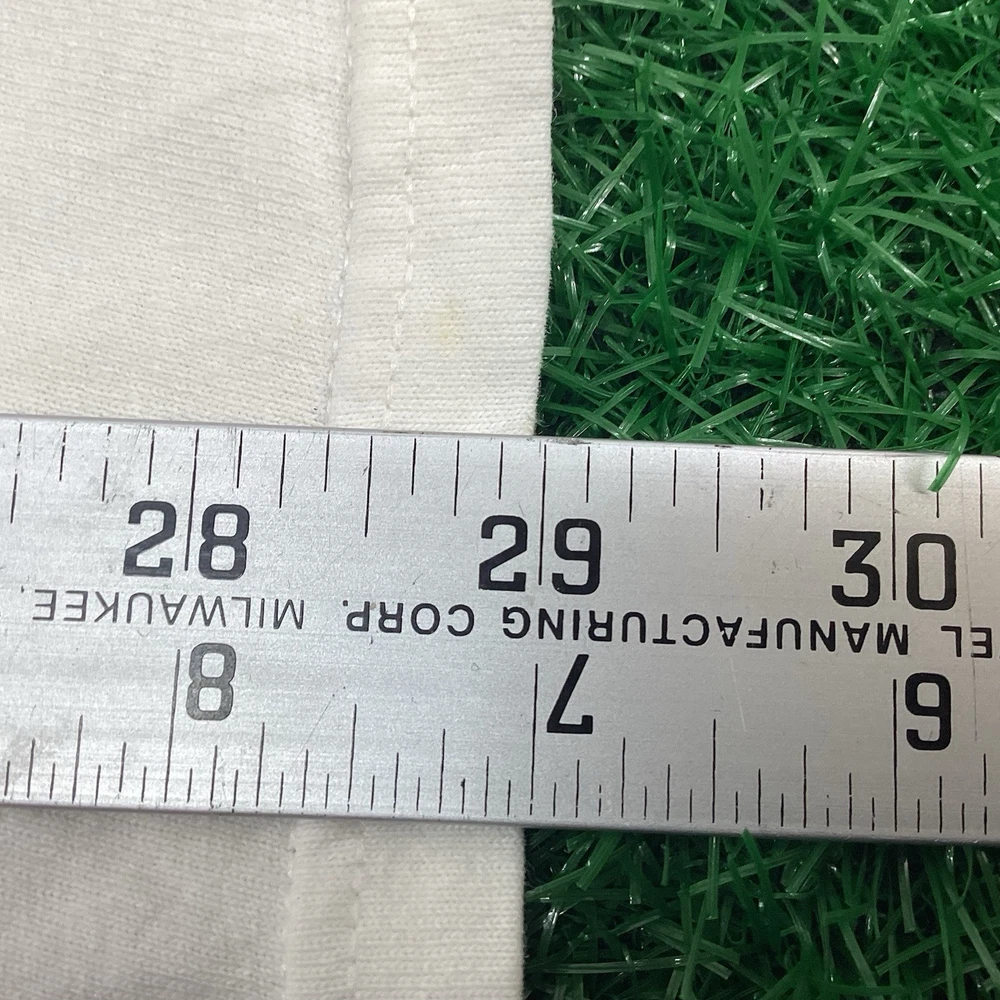 28 29 30
EL MANUFACTURING CORP. MILWAUKEE.
8 7 6